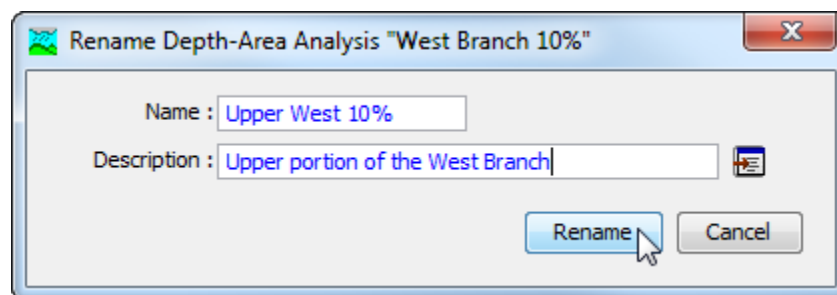 Rename Depth-Area Analysis "West Branch 10%"
Name : Upper West 10%
Description : Upper portion of the West Branch
Rename Cancel